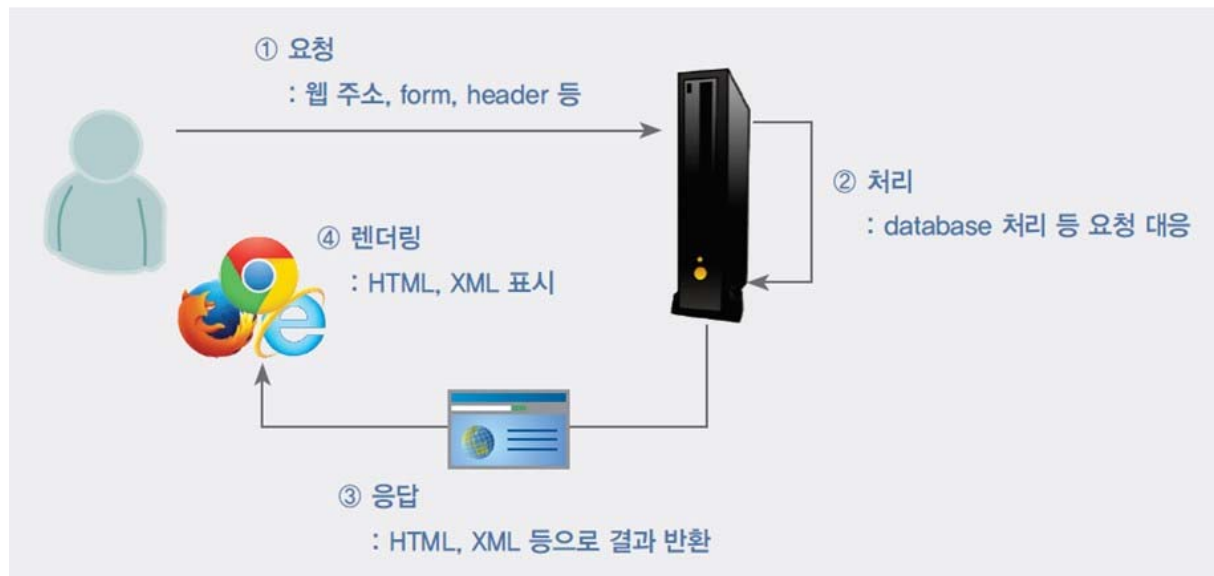 ① 요청
: 웹 주소, form, header 등
② 처리
: database 처리 등 요청 대응
④ 렌더링
: HTML, XML 표시
③ 응답
: HTML, XML 등으로 결과 반환